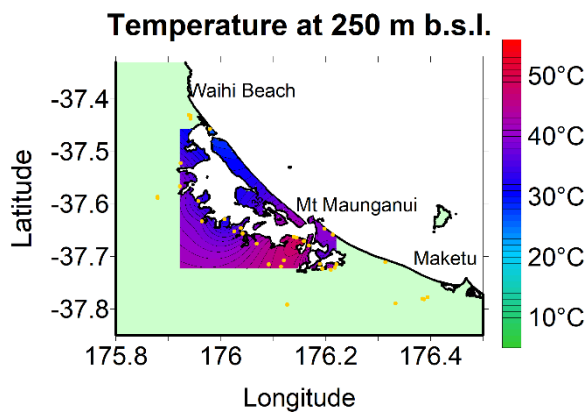 Temperature at 250 m b.s.l.
Waihi Beach
Mt Maunganui
Maketu
-37.4
-37.5
-37.6
-37.7
-37.8
Latitude
175.8
176
176.2
176.4
Longitude
50°C
40°C
30°C
20°C
10°C